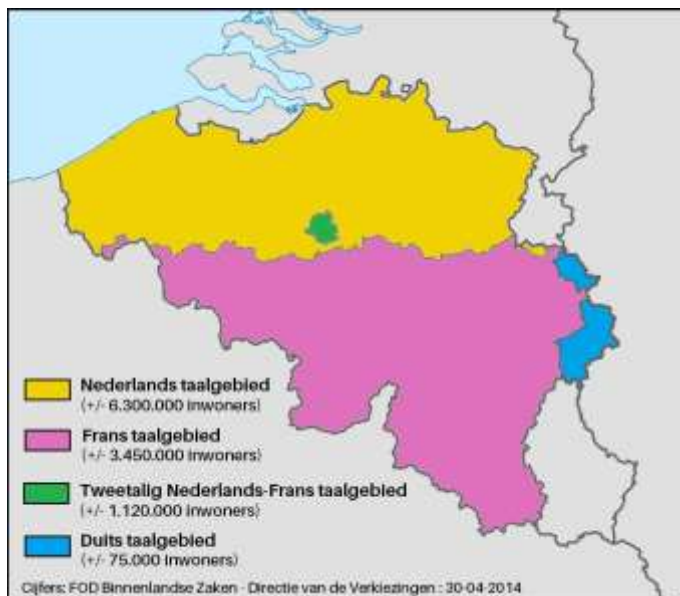 Nederlands taalgebied
(+/- 6.300.000 inwoners)
Frans taalgebied
(+/- 3.450.000 inwoners)
Tweetalig Nederlands-Frans taalgebied
(+/- 1.120.000 inwoners)
Duits taalgebied
(+/- 75.000 inwoners)
Cijfers: FOD Binnenlandse Zaken - Directie van de Verkiezingen : 30-04-2014